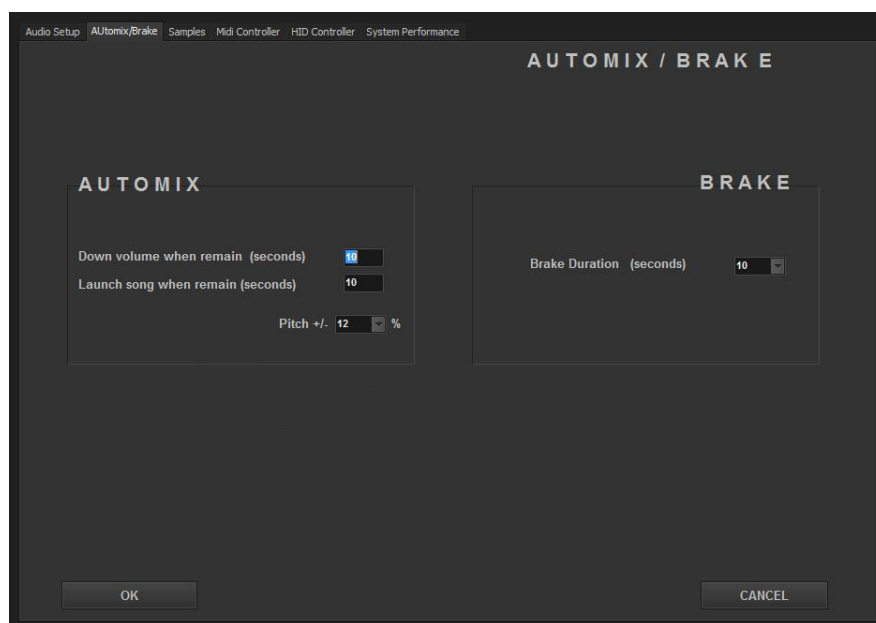 Audio Setup AUtomix/Brake Samples Midi Controller HID Controller System Performance
AUTOMIX / BRAKE
AUTOMIX
Down volume when remain (seconds) 10
Launch song when remain (seconds) 10
Pitch +/- 12 %
BRAKE
Brake Duration (seconds) 10
OK
CANCEL